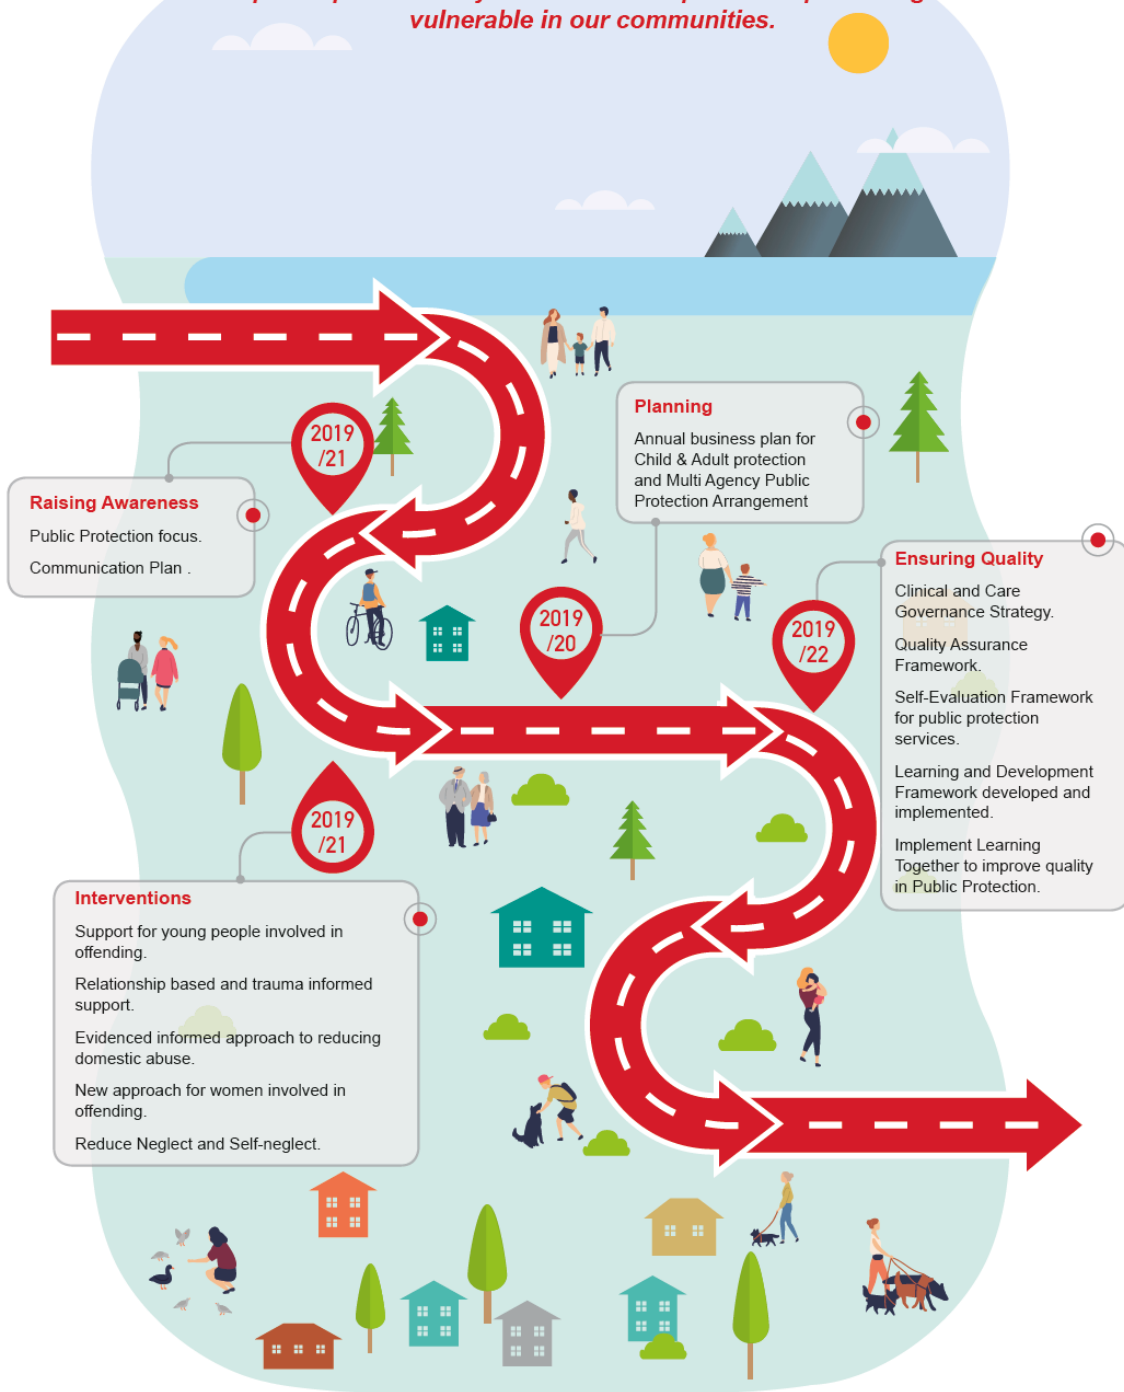 vulnerable in our communities.
2019
/21
Raising Awareness
Public Protection focus.
Communication Plan .
Planning
Annual business plan for
Child & Adult protection
and Multi Agency Public
Protection Arrangement
2019
/20
2019
/22
Ensuring Quality
Clinical and Care
Governance Strategy.
Quality Assurance
Framework.
Self-Evaluation Framework
for public protection
services.
Learning and Development
Framework developed and
implemented.
Implement Learning
Together to improve quality
in Public Protection.
2019
/21
Interventions
Support for young people involved in
offending.
Relationship based and trauma informed
support.
Evidenced informed approach to reducing
domestic abuse.
New approach for women involved in
offending.
Reduce Neglect and Self-neglect.